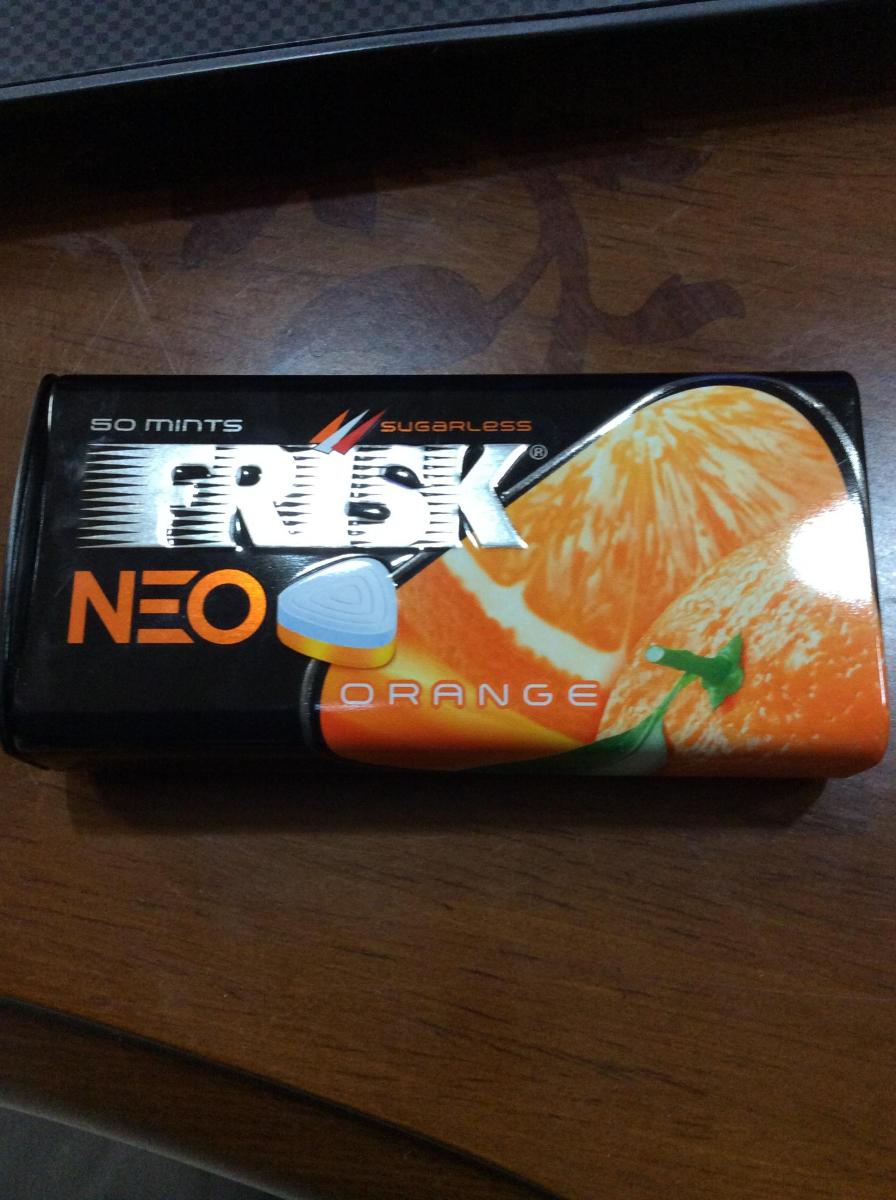 50 MINTS SUGARLESS
FRISK®
NEO
ORANGE